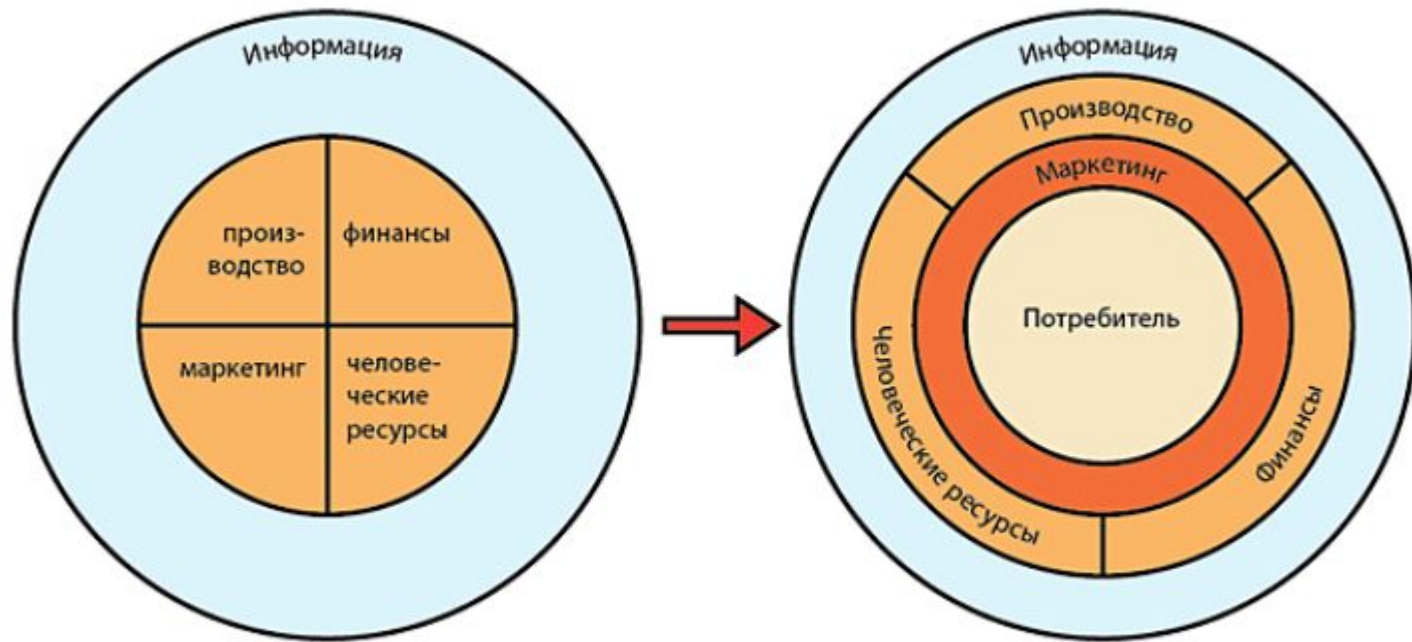 Информация
произ-
водство
финансы
маркетинг
челове-
ческие
ресурсы
Информация
Производство
Маркетинг
Потребитель
Человеческие ресурсы
Финансы